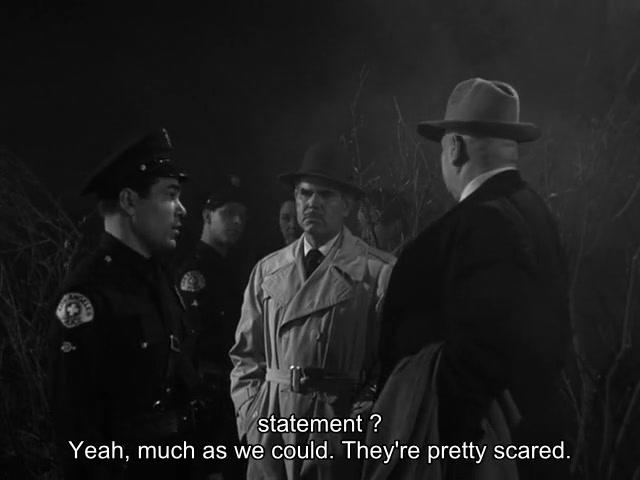 statement ?
Yeah, much as we could. They're pretty scared.